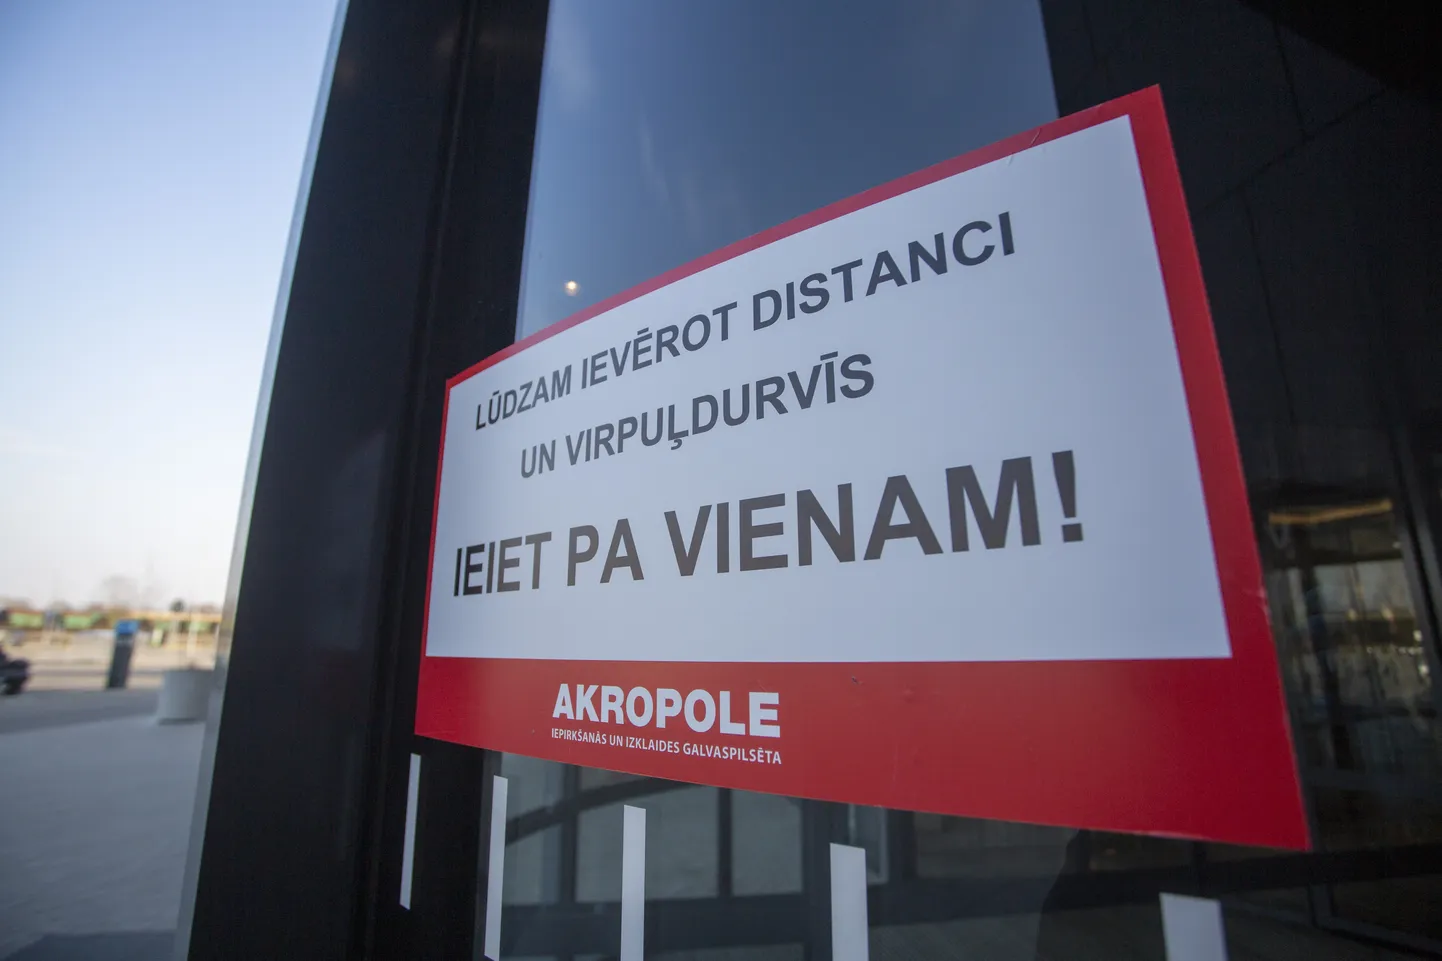 LŪDZAM IEVĒROT DISTANCI
UN VIRPUĻDURVĪS
IEIET PA VIENAM!
AKROPOLE
IEPIRKŠANĀS UN IZKLAIDES GALVASPILSĒTA